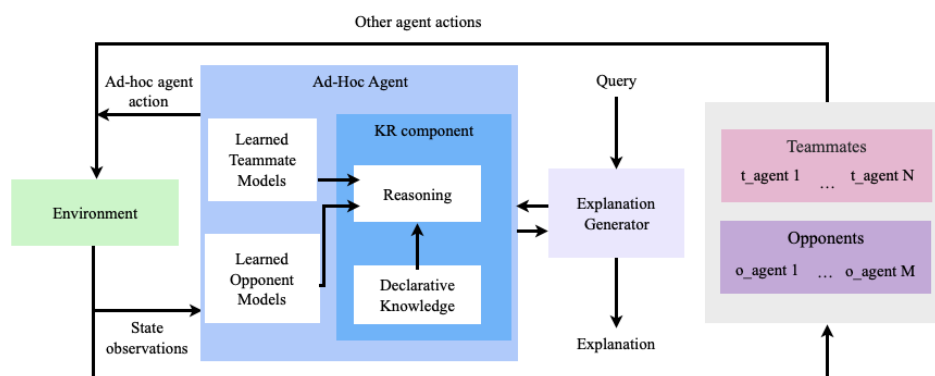 Other agent actions
Ad-hoc agent
action
Ad-Hoc Agent
Query
Learned
Teammate
Models
KR component
Reasoning
Teammates
t_agent 1 ... t_agent N
Environment
Explanation
Generator
Learned
Opponent
Models
Declarative
Knowledge
Opponents
o_agent 1 ... o_agent M
State
observations
Explanation